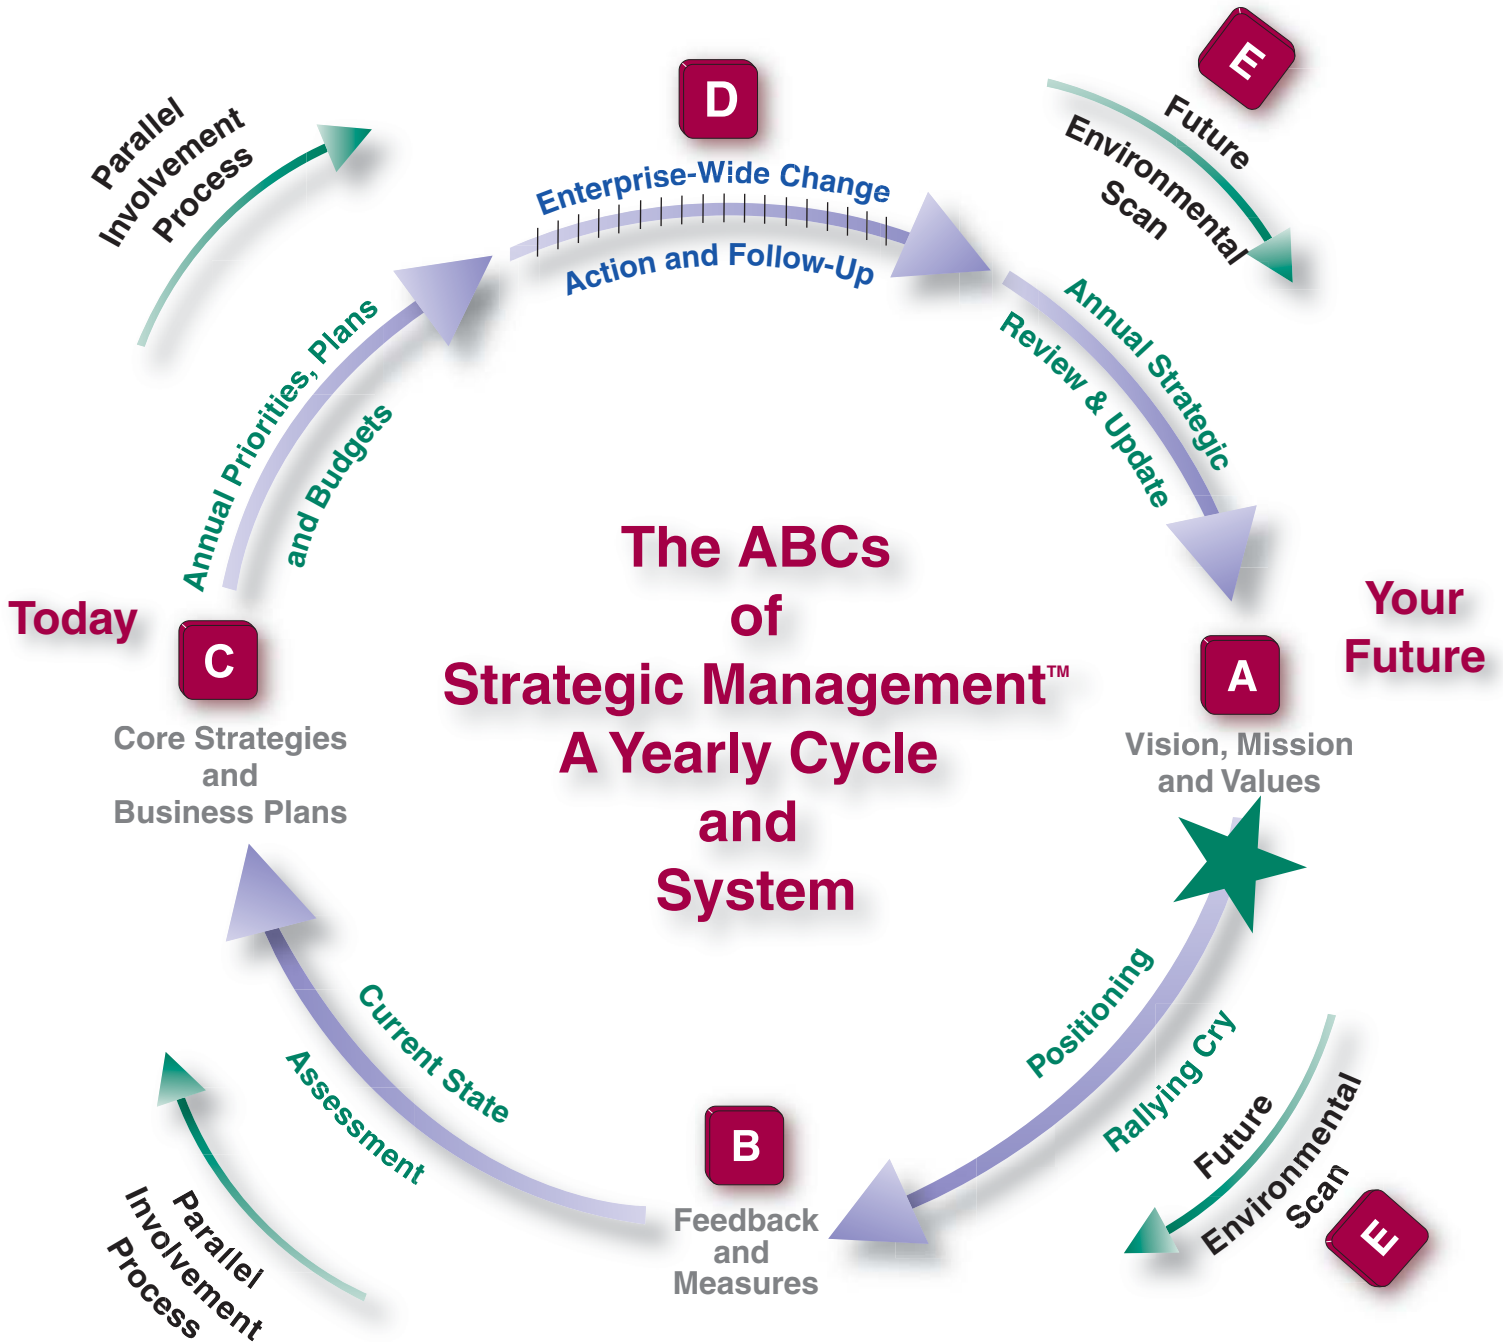 E
Future
Environmental
Scan
D
Enterprise-Wide Change
Action and Follow-Up
Parallel
Involvement
Process
Annual Priorities, Plans
and Budgets
Annual Strategic
Review & Update
The ABCs
of
Strategic Management™
A Yearly Cycle
and
System
Today
C
Core Strategies
and
Business Plans
Your
Future
A
Vision, Mission
and Values
Positioning
Rallying Cry
Current State
Assessment
B
Feedback
and
Measures
Future
Environmental
Scan
E
Parallel
Involvement
Process